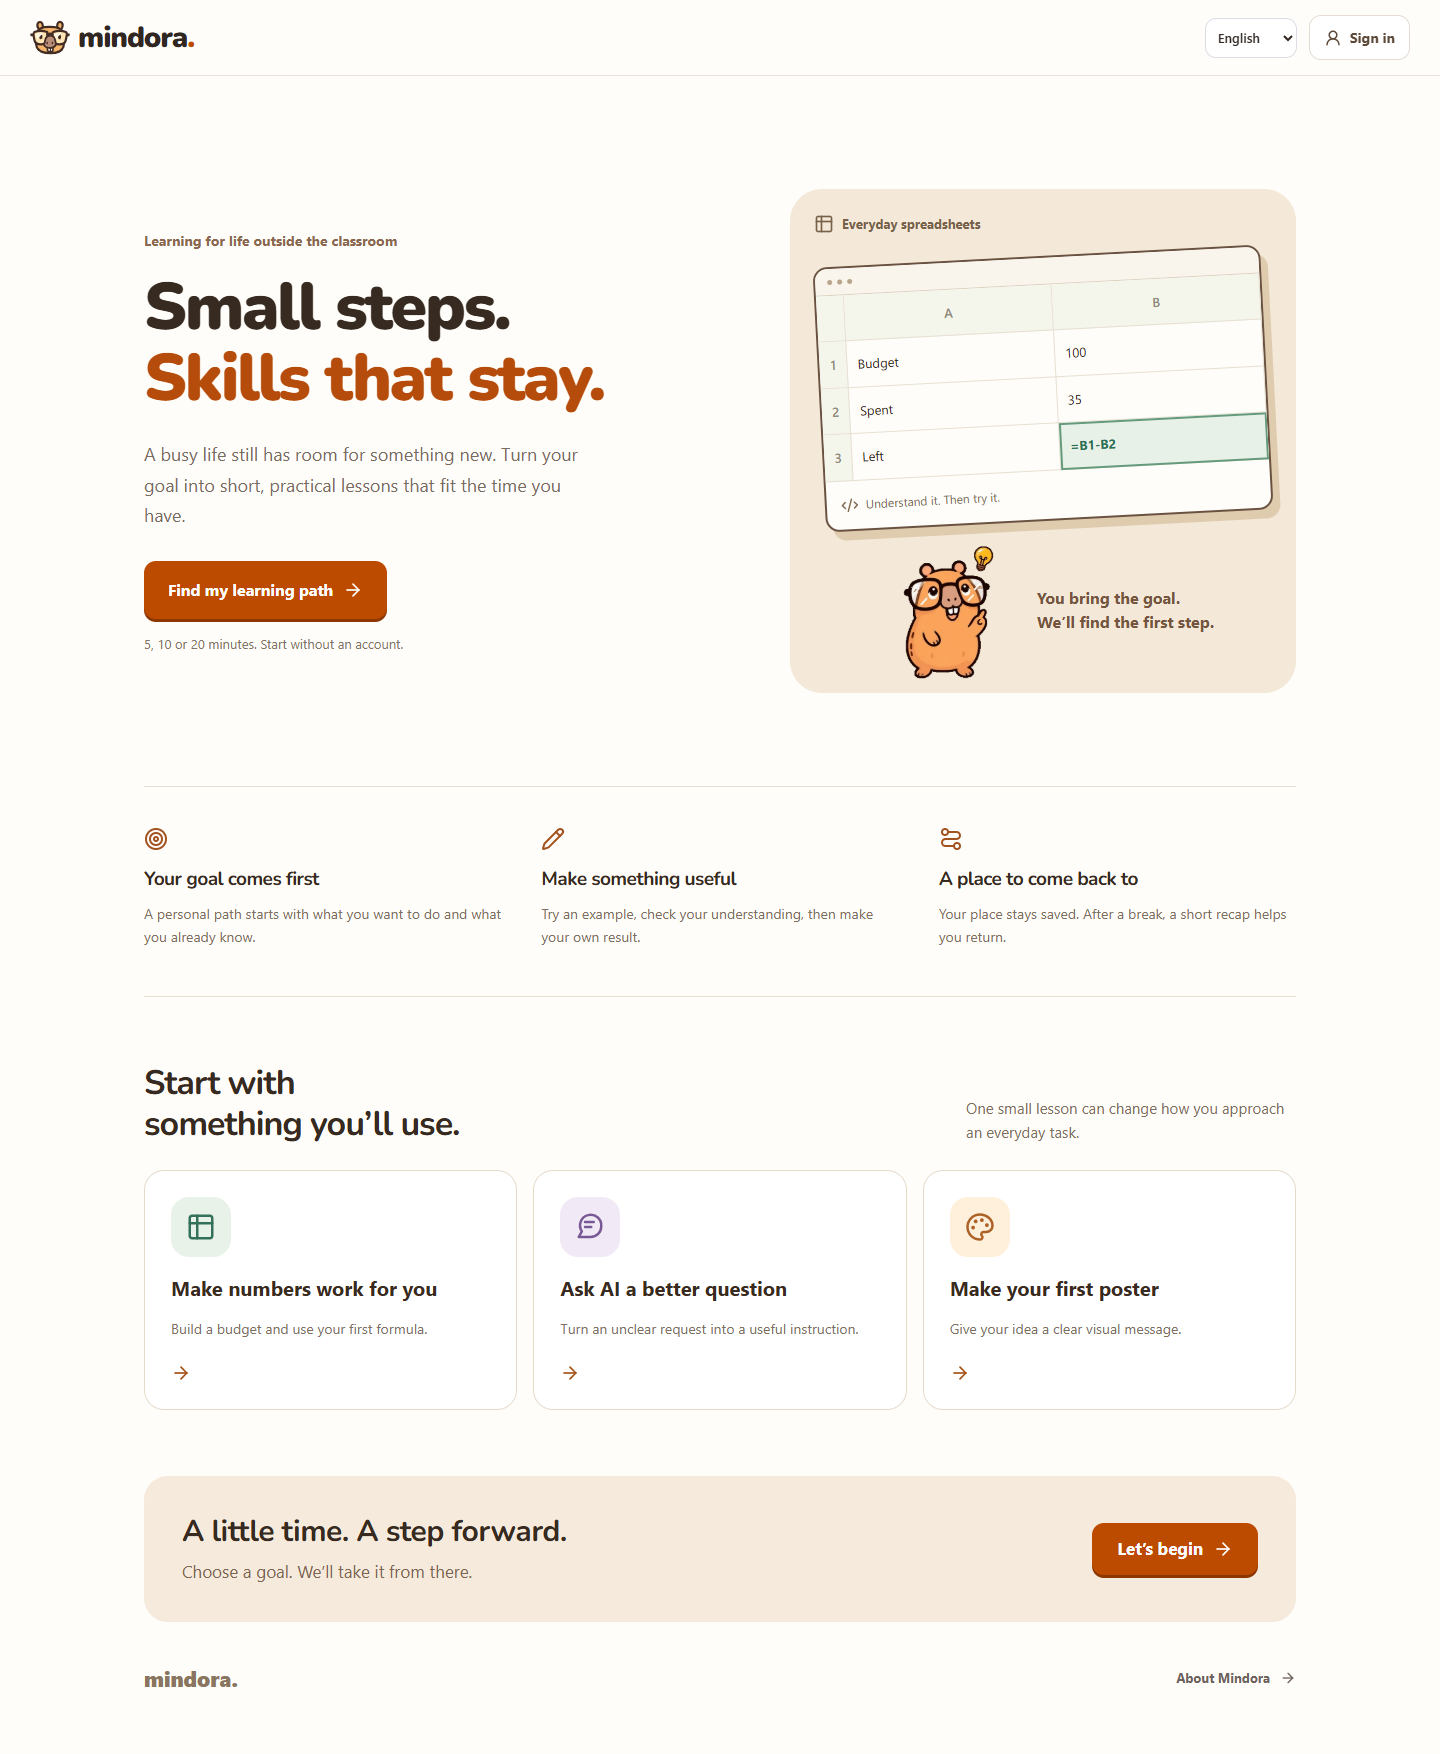 mindora.
English
Sign in
Learning for life outside the classroom
Small steps.
Skills that stay.
A busy life still has room for something new. Turn your
goal into short, practical lessons that fit the time you
have.
Find my learning path
5, 10 or 20 minutes. Start without an account.
Everyday spreadsheets
A B
1 Budget 100
2 Spent 35
3 Left =B1-B2
Understand it. Then try it.
You bring the goal.
We’ll find the first step.
Your goal comes first
A personal path starts with what you want to do and what
you already know.
Make something useful
Try an example, check your understanding, then make
your own result.
A place to come back to
Your place stays saved. After a break, a short recap helps
you return.
Start with
something you’ll use.
One small lesson can change how you approach
an everyday task.
Make numbers work for you
Build a budget and use your first formula.
Ask AI a better question
Turn an unclear request into a useful instruction.
Make your first poster
Give your idea a clear visual message.
A little time. A step forward.
Choose a goal. We’ll take it from there.
Let’s begin
mindora.
About Mindora